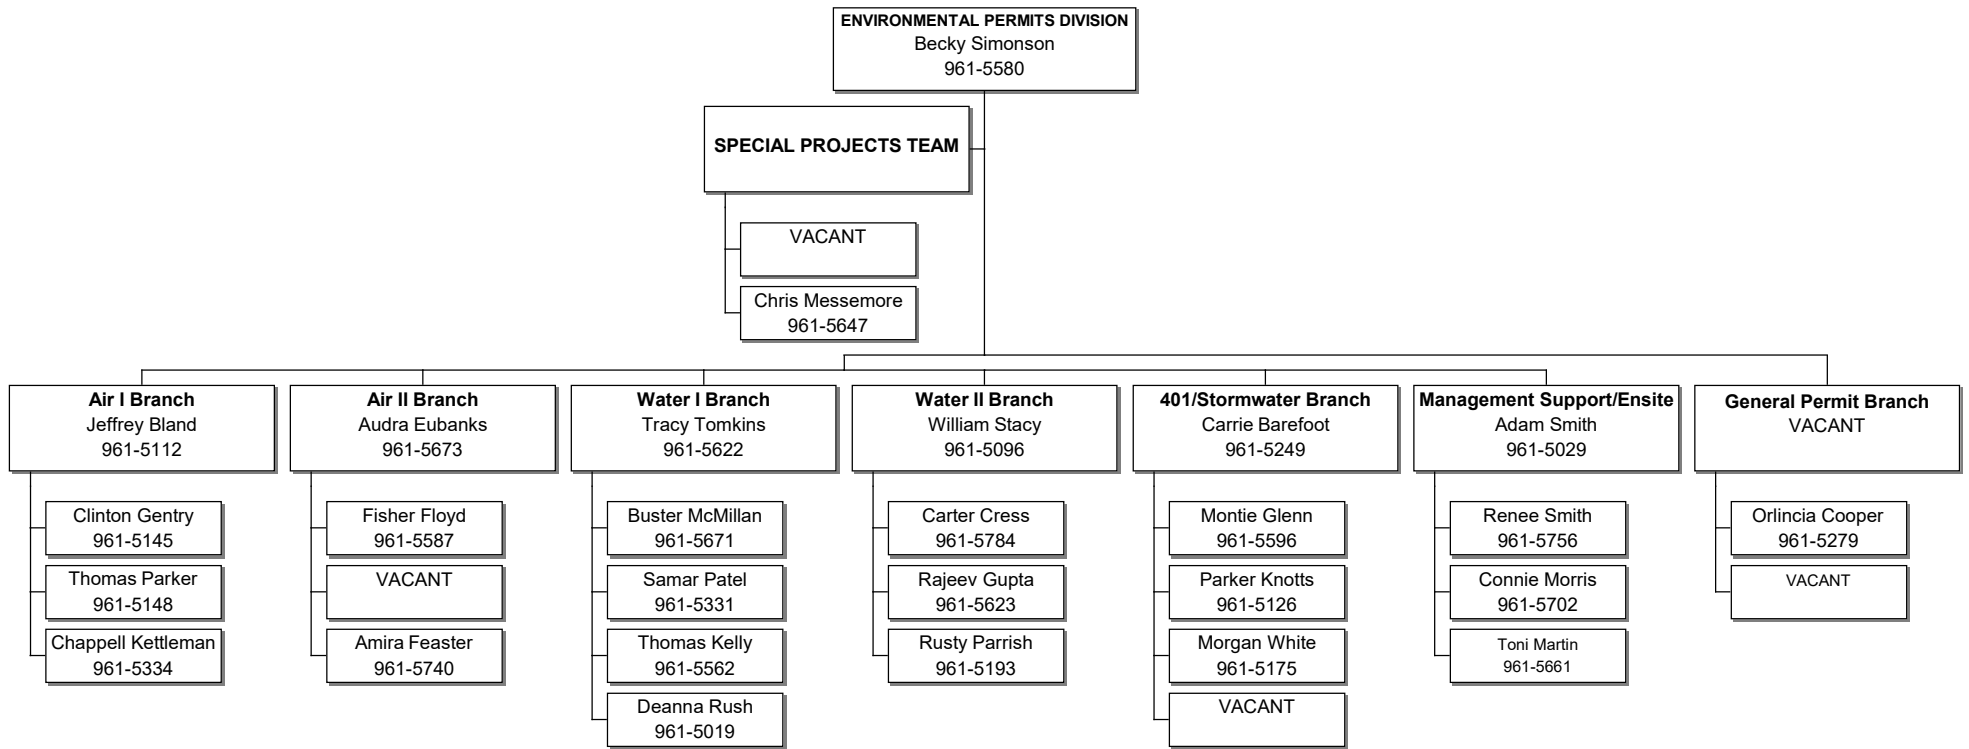 ENVIRONMENTAL PERMITS DIVISION
Becky Simonson
961-5580
SPECIAL PROJECTS TEAM
VACANT
Chris Messemore
961-5647
Air I Branch
Jeffrey Bland
961-5112
Clinton Gentry
961-5145
Thomas Parker
961-5148
Chappell Kettleman
961-5334
Air II Branch
Audra Eubanks
961-5673
Fisher Floyd
961-5587
VACANT
Amira Feaster
961-5740
Water I Branch
Tracy Tomkins
961-5622
Buster McMillan
961-5671
Samar Patel
961-5331
Thomas Kelly
961-5562
Deanna Rush
961-5019
Water II Branch
William Stacy
961-5096
Carter Cress
961-5784
Rajeev Gupta
961-5623
Rusty Parrish
961-5193
401/Stormwater Branch
Carrie Barefoot
961-5249
Montie Glenn
961-5596
Parker Knotts
961-5126
Morgan White
961-5175
VACANT
Management Support/Ensite
Adam Smith
961-5029
Renee Smith
961-5756
Connie Morris
961-5702
Toni Martin
961-5661
General Permit Branch
VACANT
Orlincia Cooper
961-5279
VACANT